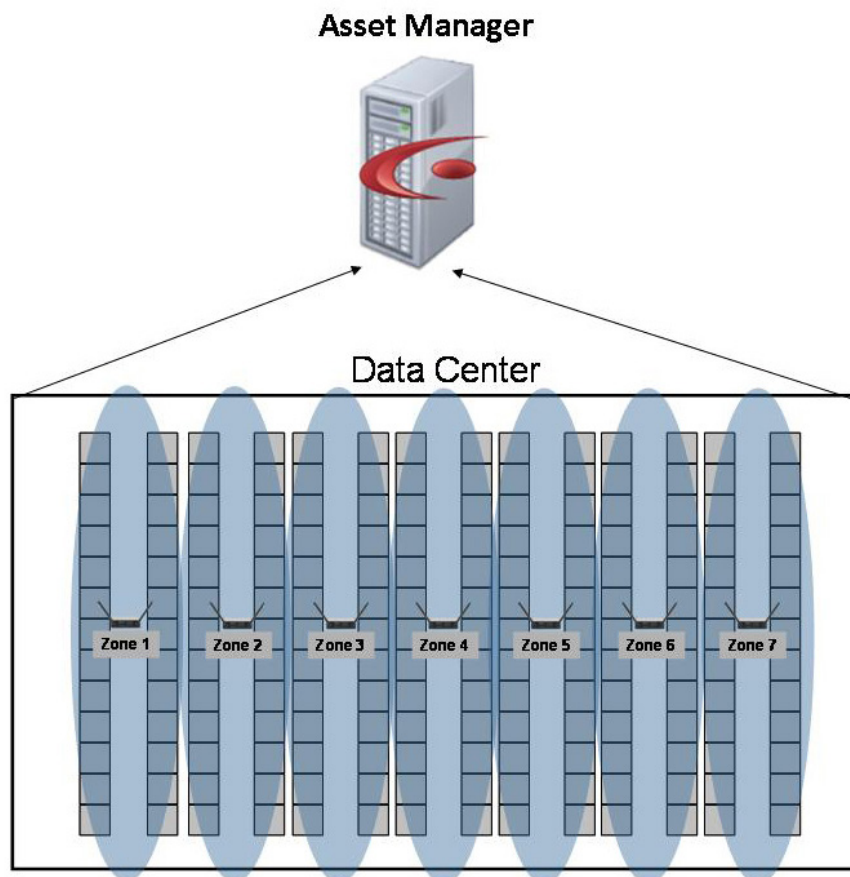 Asset Manager
Data Center
Zone 1
Zone 2
Zone 3
Zone 4
Zone 5
Zone 6
Zone 7